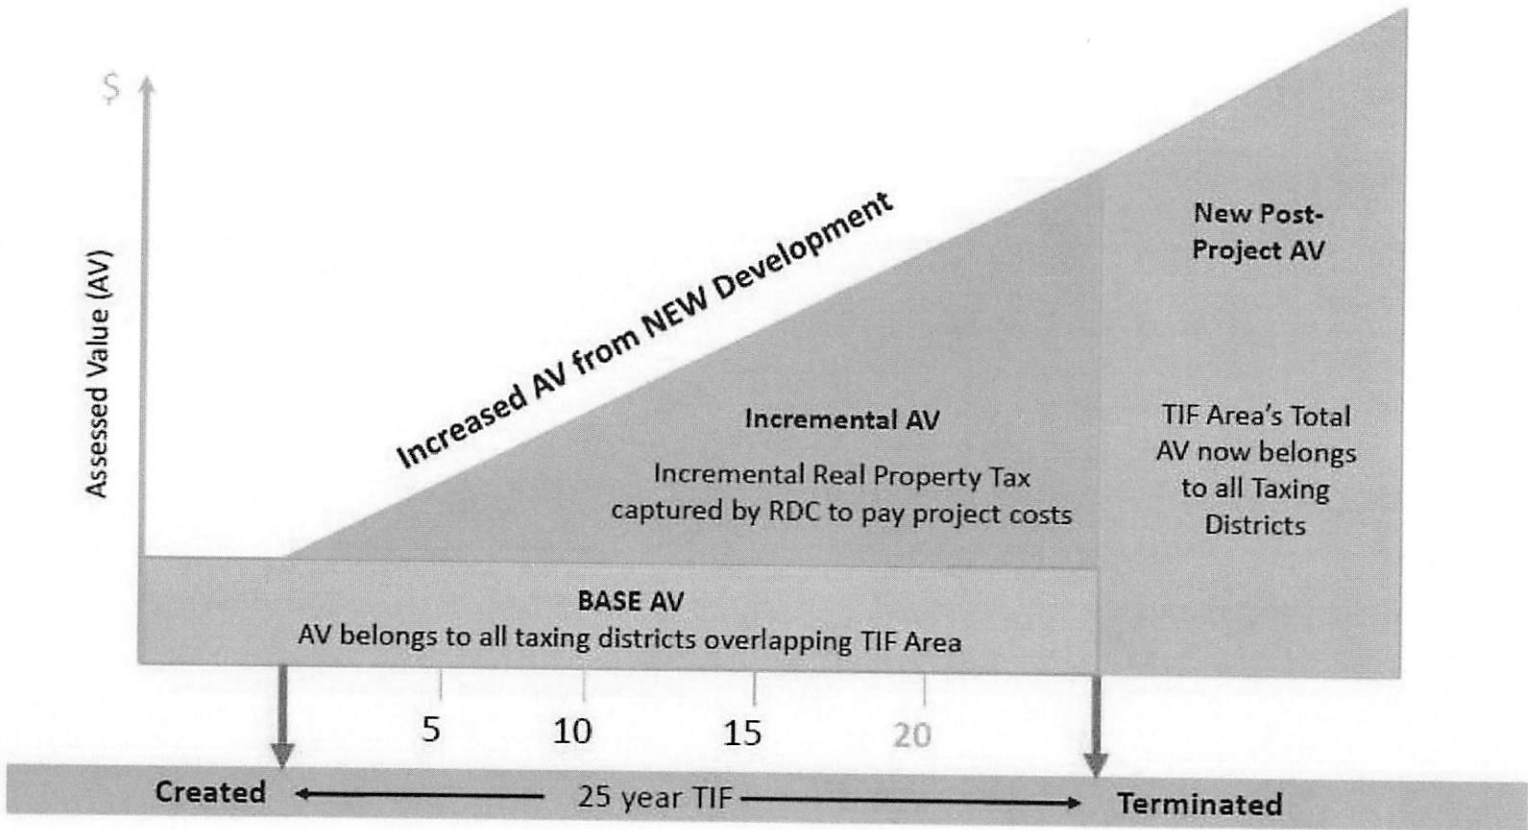 $
Assessed Value (AV)
Increased AV from NEW Development
New Post-
Project AV
Incremental AV
Incremental Real Property Tax
captured by RDC to pay project costs
TIF Area's Total
AV now belongs
to all Taxing
Districts
BASE AV
AV belongs to all taxing districts overlapping TIF Area
5
10
15
20
Created
25 year TIF
Terminated